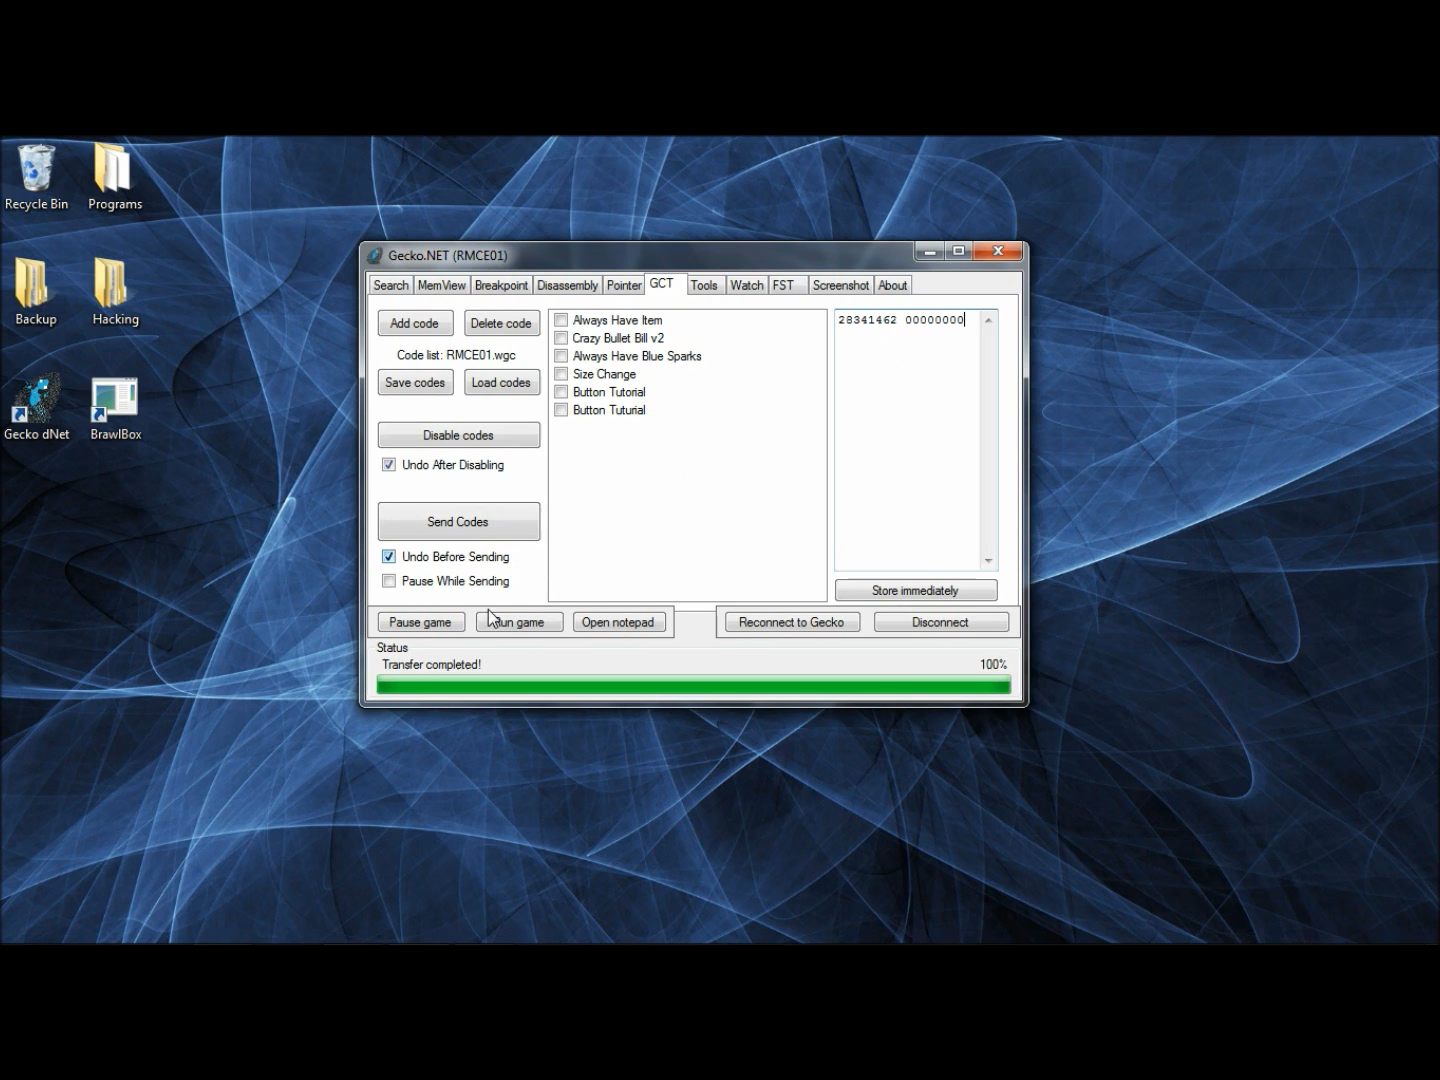 Recycle Bin
Programs
Backup
Hacking
Gecko dNet
BrawlBox
Gecko.NET (RMCE01)
Search MemView Breakpoint Disassembly Pointer GCT Tools Watch FST Screenshot About
Add code Delete code
Code list: RMCE01.wgc
Save codes Load codes
Disable codes
Undo After Disabling
Send Codes
Undo Before Sending
Pause While Sending
Always Have Item
Crazy Bullet Bill v2
Always Have Blue Sparks
Size Change
Button Tutorial
Button Tuturial
28341462 00000000
Store immediately
Pause game Run game Open notepad Reconnect to Gecko Disconnect
Status
Transfer completed! 100%